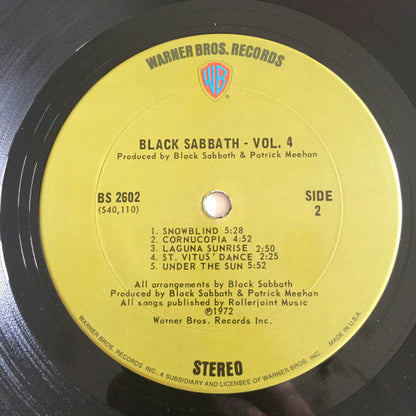 WARNER BROS. RECORDS
WB
BLACK SABBATH - VOL. 4
Produced by Black Sabbath & Patrick Meehan
BS 2602
(S40,110)
SIDE
2
1. SNOWBLIND 5:28
2. CORNUCOPIA 4:52
3. LAGUNA SUNRISE 2:50
4. ST. VITUS' DANCE 2:25
5. UNDER THE SUN 5:52
All arrangements by Black Sabbath
Produced by Black Sabbath & Patrick Meehan
All songs published by Rollerjoint Music
℗1972
Warner Bros. Records Inc.
STEREO
WARNER BROS. RECORDS INC. A SUBSIDIARY AND LICENSEE OF WARNER BROS. INC. MADE IN U.S.A.